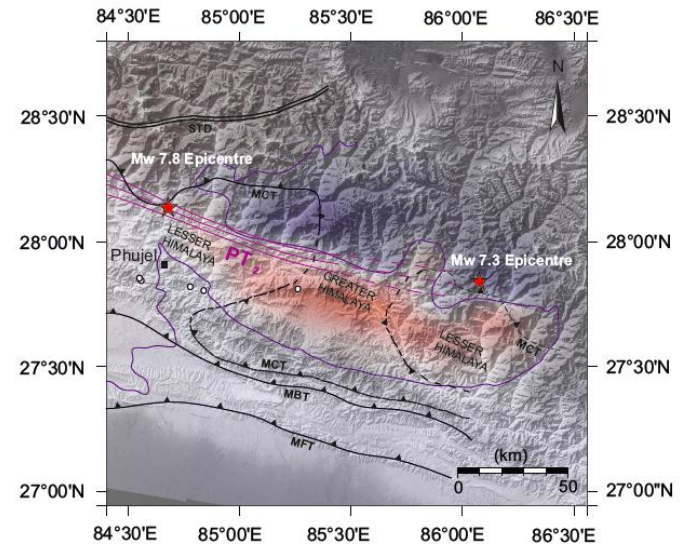 84°30'E 85°00'E 85°30'E 86°00'E 86°30'E
28°30'N 28°30'N
N
STD
Mw 7.8 Epicentre
MCT
28°00'N 28°00'N
LESSER
HIMALAYA
Phujel
PT2
Mw 7.3 Epicentre
GREATER
HIMALAYA
LESSER
HIMALAYA
MCT
27°30'N 27°30'N
MCT
MBT
MFT
(km)
0 50
27°00'N 27°00'N
84°30'E 85°00'E 85°30'E 86°00'E 86°30'E